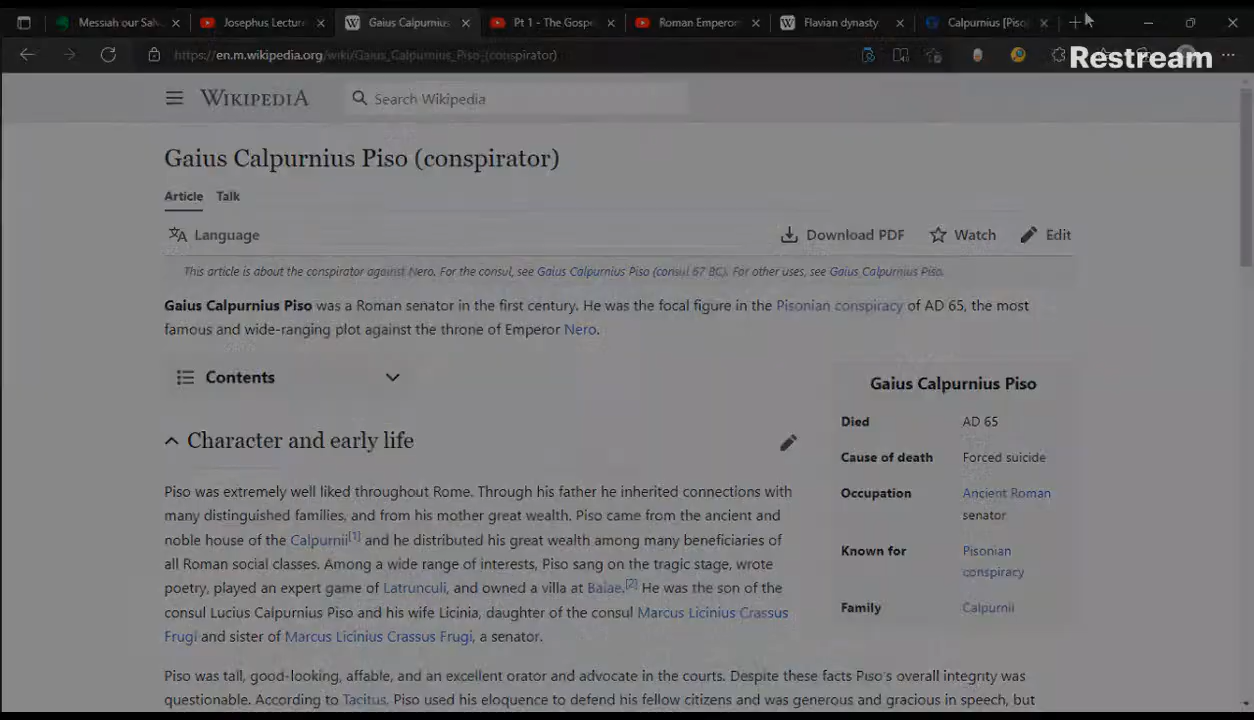 Messiah our Salv
Josephus Lecture
Gaius Calpurnius
Pt 1 - The Gospe
Roman Emperor
Flavian dynasty
Calpurnius [Piso
https://en.m.wikipedia.org/wiki/Gaius_Calpurnius_Piso_(conspirator)
Restream
WIKIPEDIA
Search Wikipedia
Gaius Calpurnius Piso (conspirator)
Article Talk
Language
Download PDF
Watch
Edit
This article is about the conspirator against Nero. For the consul, see Gaius Calpurnius Piso (consul 67 BC). For other uses, see Gaius Calpurnius Piso.
Gaius Calpurnius Piso was a Roman senator in the first century. He was the focal figure in the Pisonian conspiracy of AD 65, the most
famous and wide-ranging plot against the throne of Emperor Nero.
Contents
Gaius Calpurnius Piso
Died AD 65
Cause of death Forced suicide
Occupation Ancient Roman
senator
Known for Pisonian
conspiracy
Family Calpurnii
Character and early life
Piso was extremely well liked throughout Rome. Through his father he inherited connections with
many distinguished families, and from his mother great wealth. Piso came from the ancient and
noble house of the Calpurnii[1] and he distributed his great wealth among many beneficiaries of
all Roman social classes. Among a wide range of interests, Piso sang on the tragic stage, wrote
poetry, played an expert game of Latrunculi, and owned a villa at Baiae.[2] He was the son of the
consul Lucius Calpurnius Piso and his wife Licinia, daughter of the consul Marcus Licinius Crassus
Frugi and sister of Marcus Licinius Crassus Frugi, a senator.
Piso was tall, good-looking, affable, and an excellent orator and advocate in the courts. Despite these facts Piso's overall integrity was
questionable. According to Tacitus, Piso used his eloquence to defend his fellow citizens and was generous and gracious in speech, but